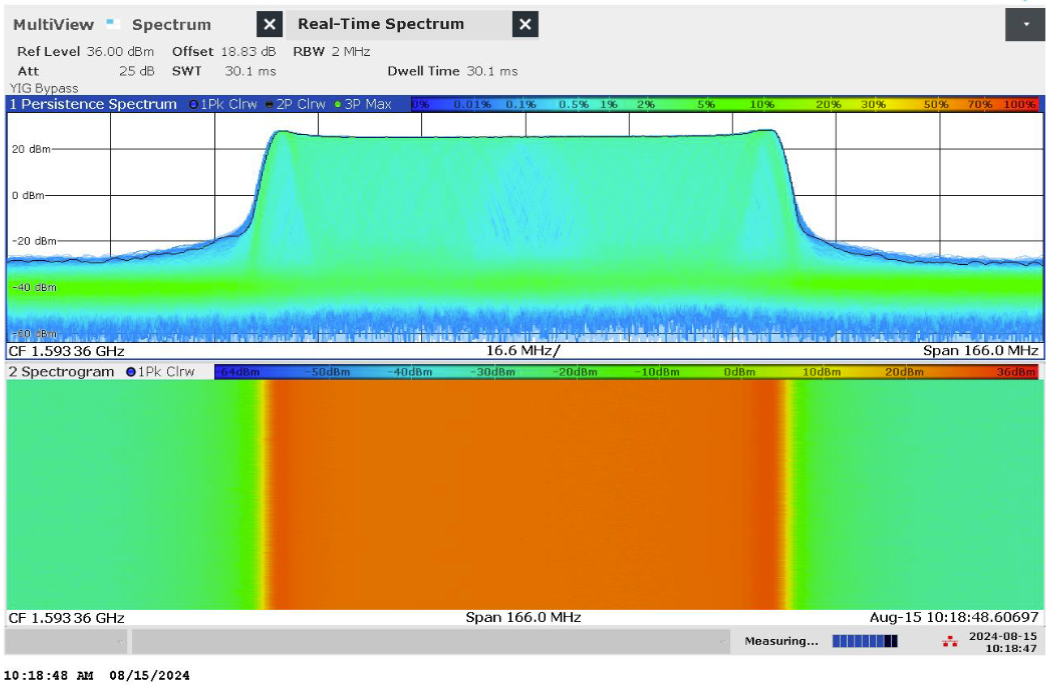 MultiView Spectrum Real-Time Spectrum
Ref Level 36.00 dBm Offset 18.83 dB RBW 2 MHz
Att 25 dB SWT 30.1 ms Dwell Time 30.1 ms
YIG Bypass
1 Persistence Spectrum 1Pk Clrw 2P Clrw 3P Max 0% 0.01% 0.1% 0.5% 1% 2% 5% 10% 20% 30% 50% 70% 100%
20 dBm
0 dBm
-20 dBm
-40 dBm
-60 dBm
CF 1.59336 GHz 16.6 MHz/ Span 166.0 MHz
2 Spectrogram 1Pk Clrw -64dBm -50dBm -40dBm -30dBm -20dBm -10dBm 0dBm 10dBm 20dBm 36dBm
CF 1.59336 GHz Span 166.0 MHz Aug-15 10:18:48.60697
Measuring... 2024-08-15
10:18:47
10:18:48 AM 08/15/2024